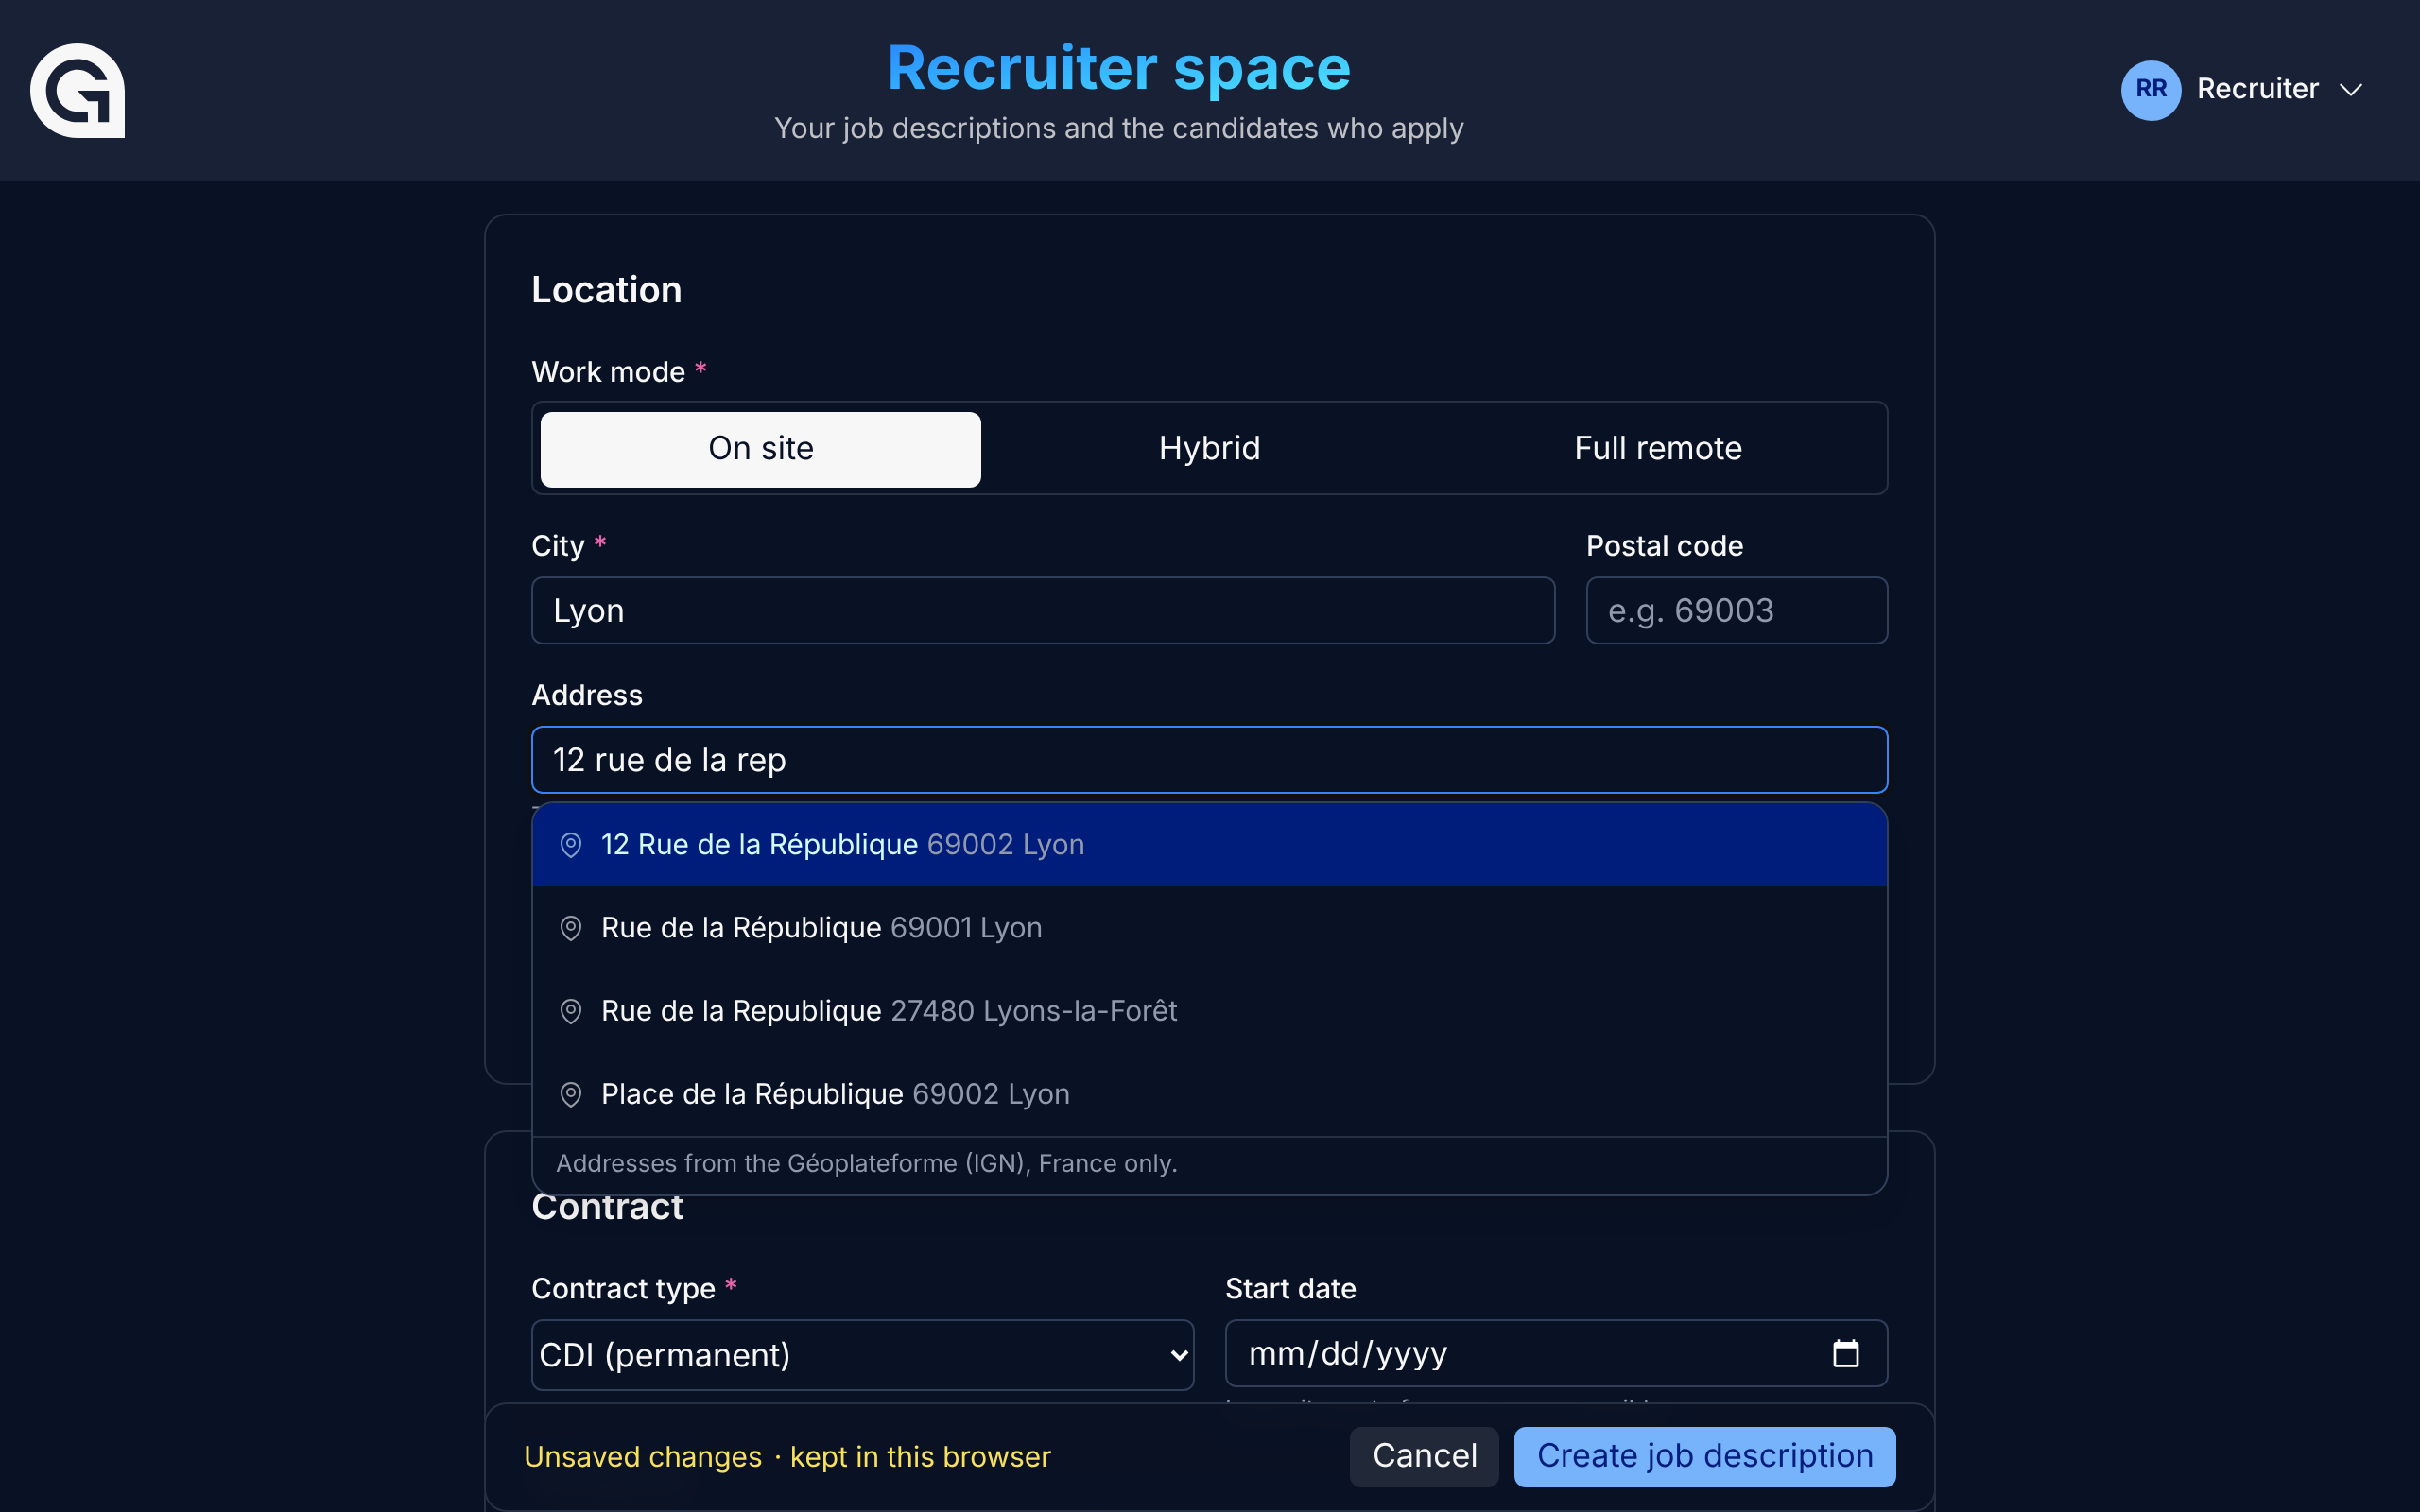 Recruiter space
Your job descriptions and the candidates who apply
RR Recruiter
Location
Work mode *
On site Hybrid Full remote
City * Postal code
Lyon e.g. 69003
Address
12 rue de la rep
12 Rue de la République 69002 Lyon
Rue de la République 69001 Lyon
Rue de la Republique 27480 Lyons-la-Forêt
Place de la République 69002 Lyon
Addresses from the Géoplateforme (IGN), France only.
Contract
Contract type * Start date
CDI (permanent) mm/dd/yyyy
Unsaved changes · kept in this browser Cancel Create job description